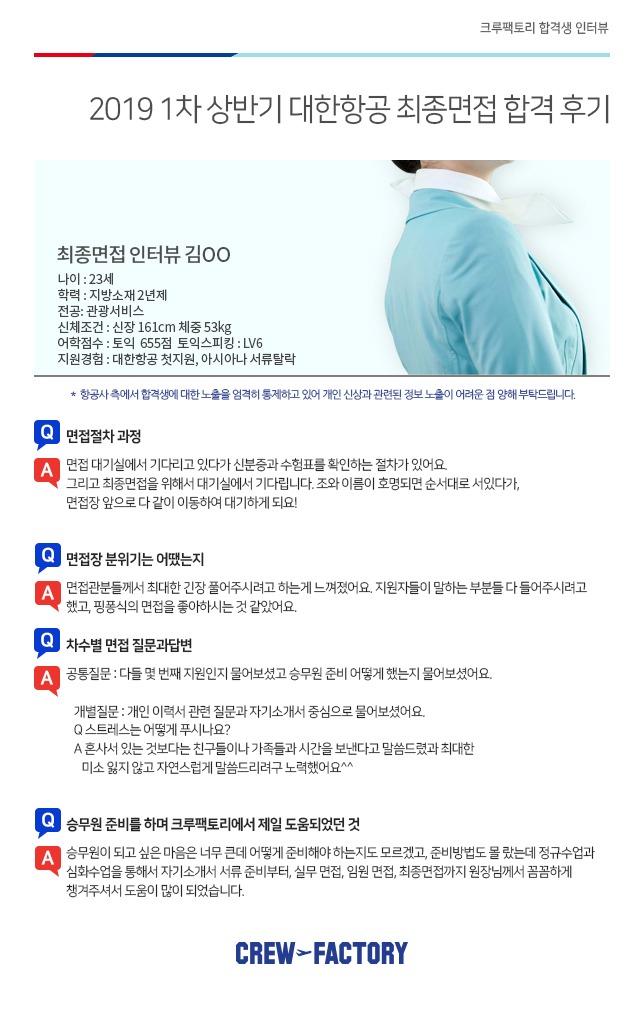 크루팩토리 합격생 인터뷰
2019 1차 상반기 대한항공 최종면접 합격 후기
최종면접 인터뷰 김OO
나이 : 23세
학력 : 지방소재 2년제
전공: 관광서비스
신체조건 : 신장 161cm 체중 53kg
어학점수 : 토익 655점 토익스피킹 : LV6
지원경험 : 대한항공 첫지원, 아시아나 서류탈락
* 항공사 측에서 합격생에 대한 노출을 엄격히 통제하고 있어 개인 신상과 관련된 정보 노출이 어려운 점 양해 부탁드립니다.
Q 면접절차 과정
A 면접 대기실에서 기다리고 있다가 신분증과 수험표를 확인하는 절차가 있어요.
그리고 최종면접을 위해서 대기실에서 기다립니다. 조와 이름이 호명되면 순서대로 서있다가,
면접장 앞으로 다 같이 이동하여 대기하게 되요!
Q 면접장 분위기는 어땠는지
A 면접관분들께서 최대한 긴장 풀어주시려고 하는게 느껴졌어요. 지원자들이 말하는 부분들 다 들어주시려고
했고, 핑퐁식의 면접을 좋아하시는 것 같았어요.
Q 차수별 면접 질문과답변
A 공통질문 : 다들 몇 번째 지원인지 물어보셨고 승무원 준비 어떻게 했는지 물어보셨어요.
개별질문 : 개인 이력서 관련 질문과 자기소개서 중심으로 물어보셨어요.
Q 스트레스는 어떻게 푸시나요?
A 혼사서 있는 것보다는 친구들이나 가족들과 시간을 보낸다고 말씀드렸과 최대한
미소 잃지 않고 자연스럽게 말씀드리려구 노력했어요^^
Q 승무원 준비를 하며 크루팩토리에서 제일 도움되었던 것
A 승무원이 되고 싶은 마음은 너무 큰데 어떻게 준비해야 하는지도 모르겠고, 준비방법도 몰 랐는데 정규수업과
심화수업을 통해서 자기소개서 서류 준비부터, 실무 면접, 임원 면접, 최종면접까지 원장님께서 꼼꼼하게
챙겨주셔서 도움이 많이 되었습니다.
CREW FACTORY